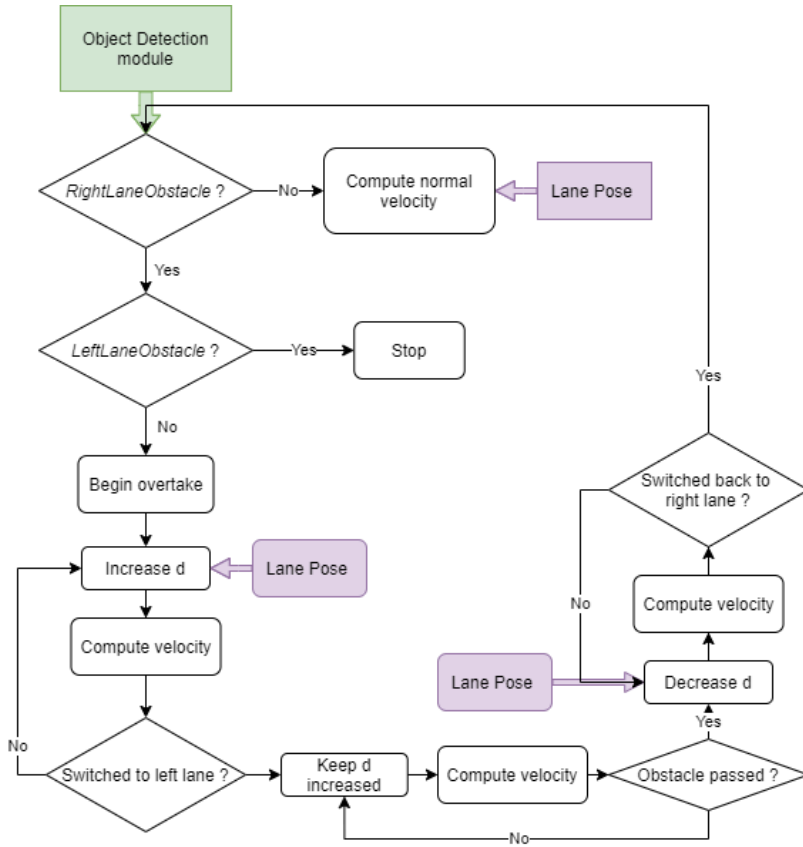 Object Detection
module
RightLaneObstacle ?
No
Compute normal
velocity
Lane Pose
Yes
LeftLaneObstacle ?
Yes
Stop
No
Begin overtake
Increase d
Lane Pose
Compute velocity
No
Switched to left lane ?
Keep d
increased
Compute velocity
Obstacle passed ?
No
Yes
Lane Pose
Decrease d
Compute velocity
No
Switched back to
right lane ?
Yes